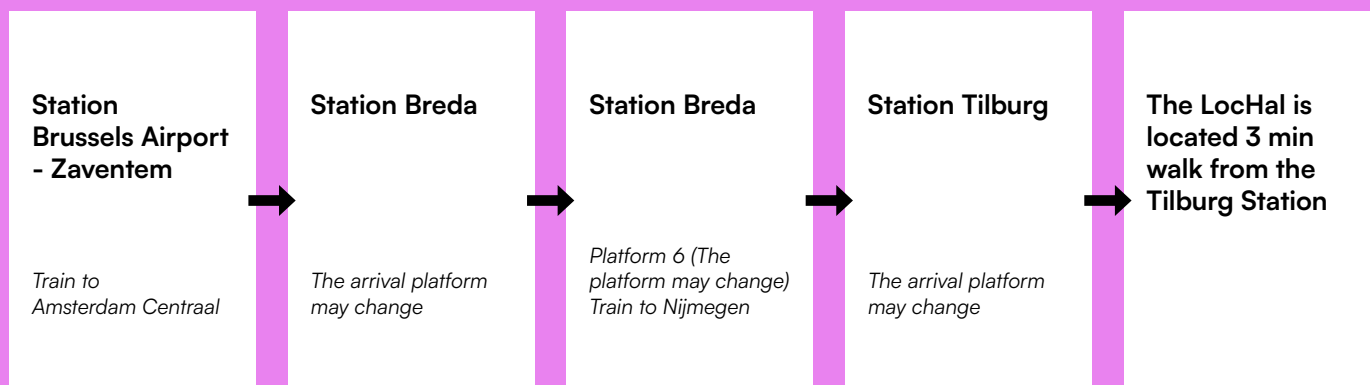 Station
Brussels Airport
- Zaventem
Train to
Amsterdam Centraal
Station Breda
The arrival platform
may change
Station Breda
Platform 6 (The
platform may change)
Train to Nijmegen
Station Tilburg
The arrival platform
may change
The LocHal is
located 3 min
walk from the
Tilburg Station